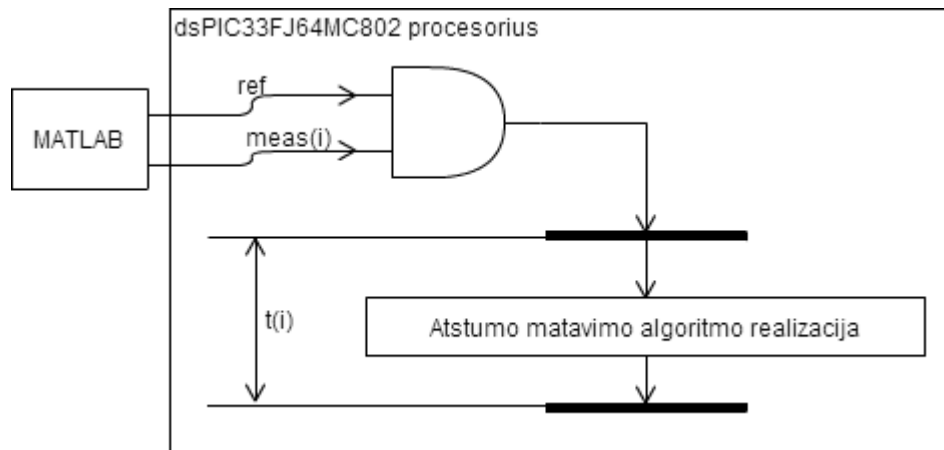 dsPIC33FJ64MC802 procesorius
ref
MATLAB
meas(i)
t(i)
Atstumo matavimo algoritmo realizacija